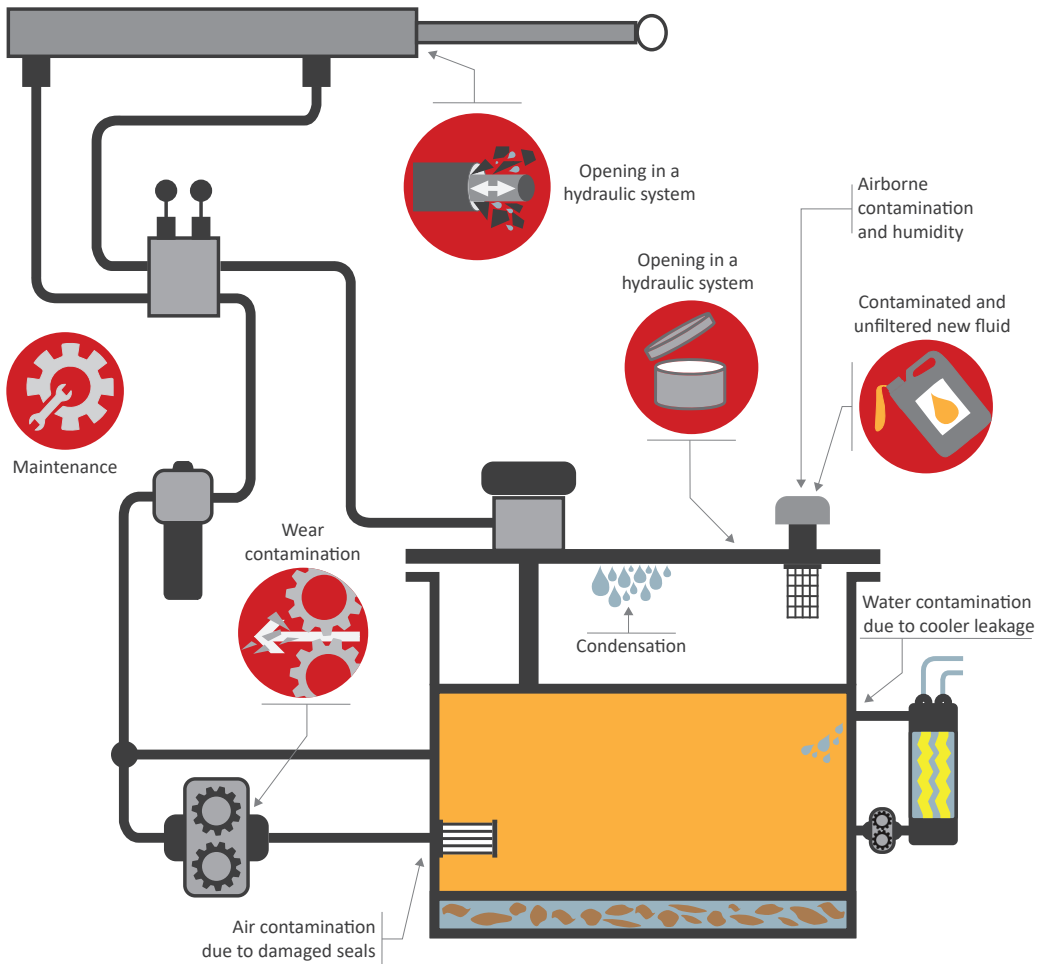 Opening in a
hydraulic system
Airborne
contamination
and humidity
Opening in a
hydraulic system
Contaminated and
unfiltered new fluid
Maintenance
Wear
contamination
Condensation
Water contamination
due to cooler leakage
Air contamination
due to damaged seals